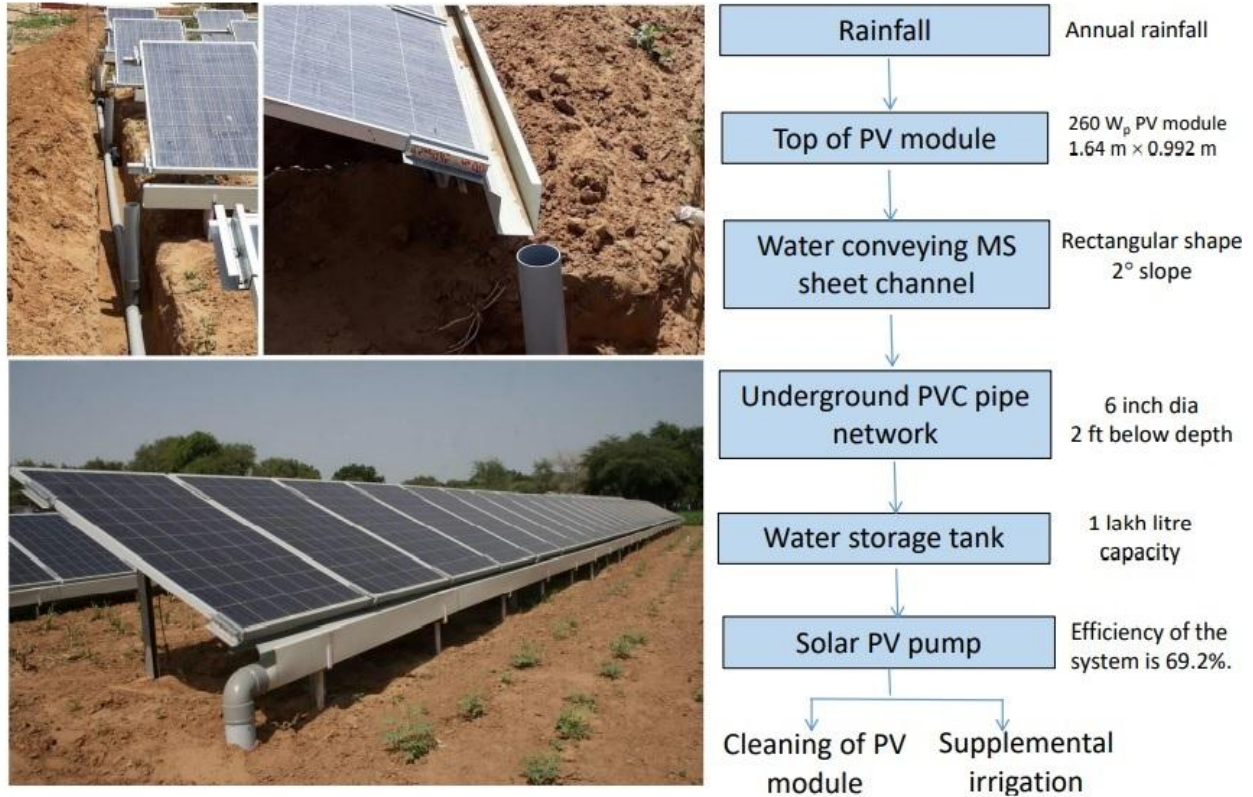 Rainfall
Annual rainfall
Top of PV module
260 Wp PV module
1.64 m × 0.992 m
Water conveying MS
sheet channel
Rectangular shape
2° slope
Underground PVC pipe
network
6 inch dia
2 ft below depth
Water storage tank
1 lakh litre
capacity
Solar PV pump
Efficiency of the
system is 69.2%.
Cleaning of PV
module
Supplemental
irrigation